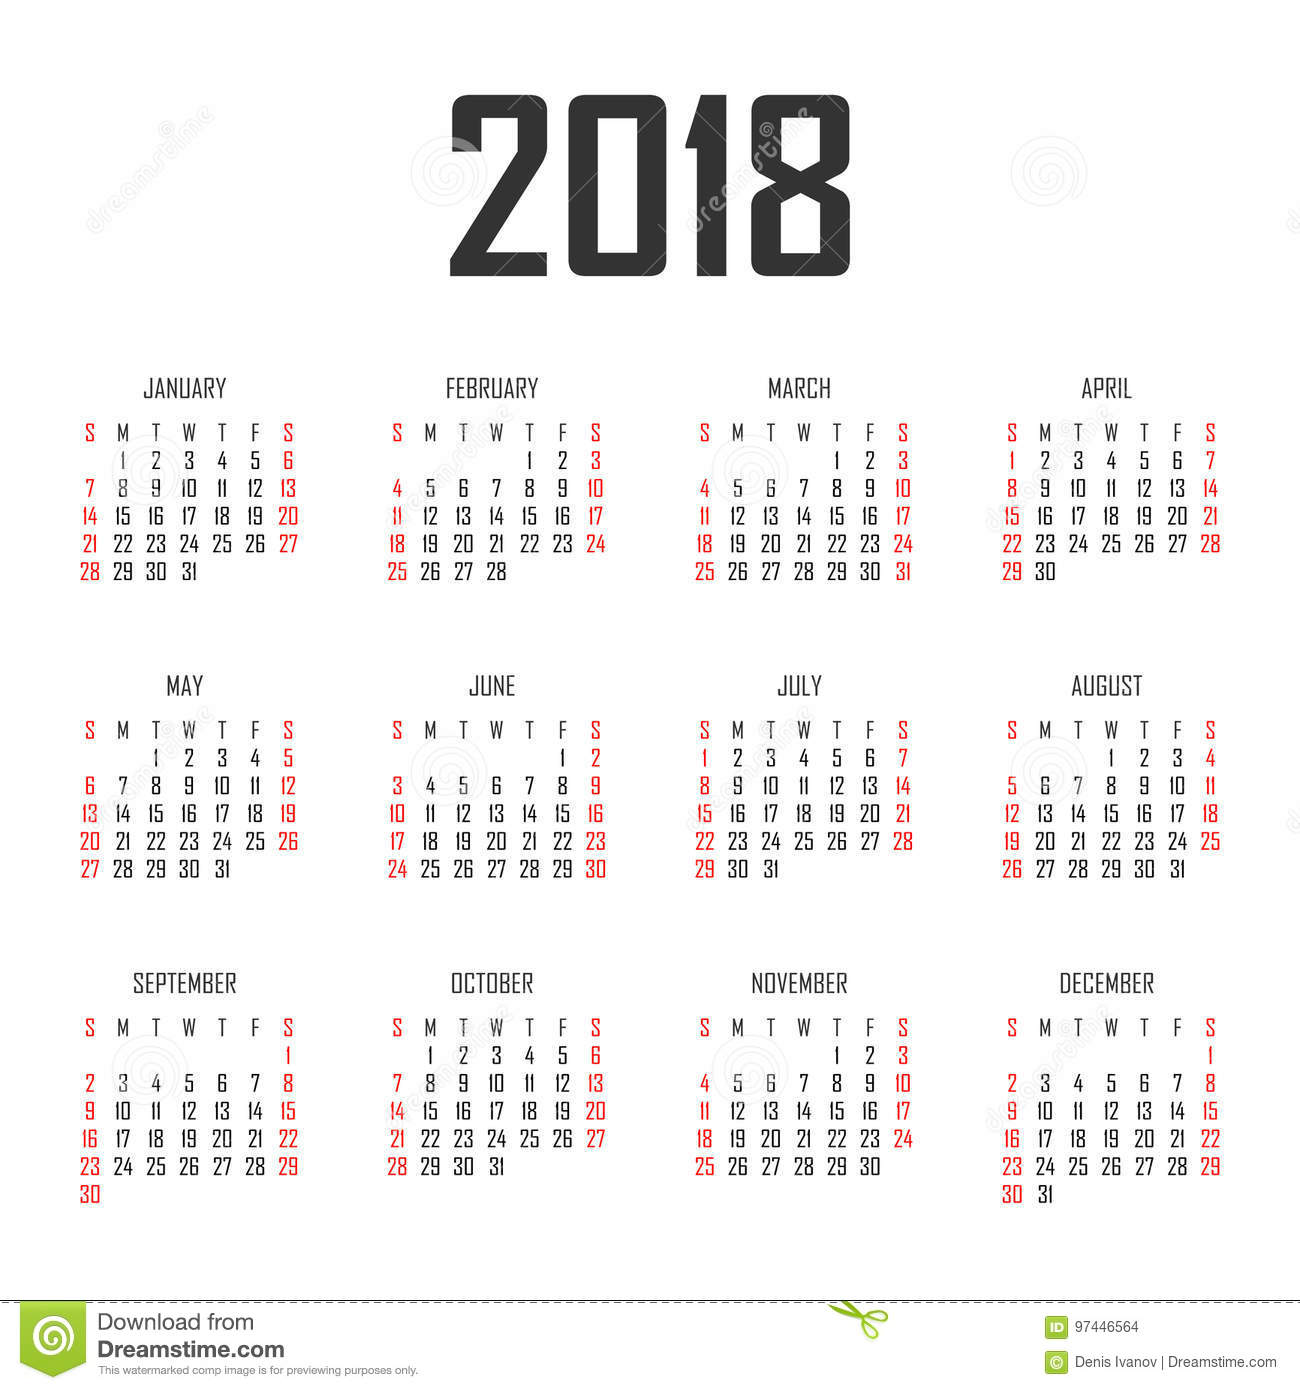 2018
JANUARY
S M T W T F S
1 2 3 4 5 6
7 8 9 10 11 12 13
14 15 16 17 18 19 20
21 22 23 24 25 26 27
28 29 30 31
FEBRUARY
S M T W T F S
1 2 3
4 5 6 7 8 9 10
11 12 13 14 15 16 17
18 19 20 21 22 23 24
25 26 27 28
MARCH
S M T W T F S
1 2 3
4 5 6 7 8 9 10
11 12 13 14 15 16 17
18 19 20 21 22 23 24
25 26 27 28 29 30 31
APRIL
S M T W T F S
1 2 3 4 5 6 7
8 9 10 11 12 13 14
15 16 17 18 19 20 21
22 23 24 25 26 27 28
29 30
MAY
S M T W T F S
1 2 3 4 5
6 7 8 9 10 11 12
13 14 15 16 17 18 19
20 21 22 23 24 25 26
27 28 29 30 31
JUNE
S M T W T F S
1 2
3 4 5 6 7 8 9
10 11 12 13 14 15 16
17 18 19 20 21 22 23
24 25 26 27 28 29 30
JULY
S M T W T F S
1 2 3 4 5 6 7
8 9 10 11 12 13 14
15 16 17 18 19 20 21
22 23 24 25 26 27 28
29 30 31
AUGUST
S M T W T F S
1 2 3 4
5 6 7 8 9 10 11
12 13 14 15 16 17 18
19 20 21 22 23 24 25
26 27 28 29 30 31
SEPTEMBER
S M T W T F S
1
2 3 4 5 6 7 8
9 10 11 12 13 14 15
16 17 18 19 20 21 22
23 24 25 26 27 28 29
30
OCTOBER
S M T W T F S
1 2 3 4 5 6
7 8 9 10 11 12 13
14 15 16 17 18 19 20
21 22 23 24 25 26 27
28 29 30 31
NOVEMBER
S M T W T F S
1 2 3
4 5 6 7 8 9 10
11 12 13 14 15 16 17
18 19 20 21 22 23 24
25 26 27 28 29 30
DECEMBER
S M T W T F S
1
2 3 4 5 6 7 8
9 10 11 12 13 14 15
16 17 18 19 20 21 22
23 24 25 26 27 28 29
30 31
Download from
Dreamstime.com
This watermarked comp image is for previewing purposes only.
ID 97446564
© Denis Ivanov | Dreamstime.com